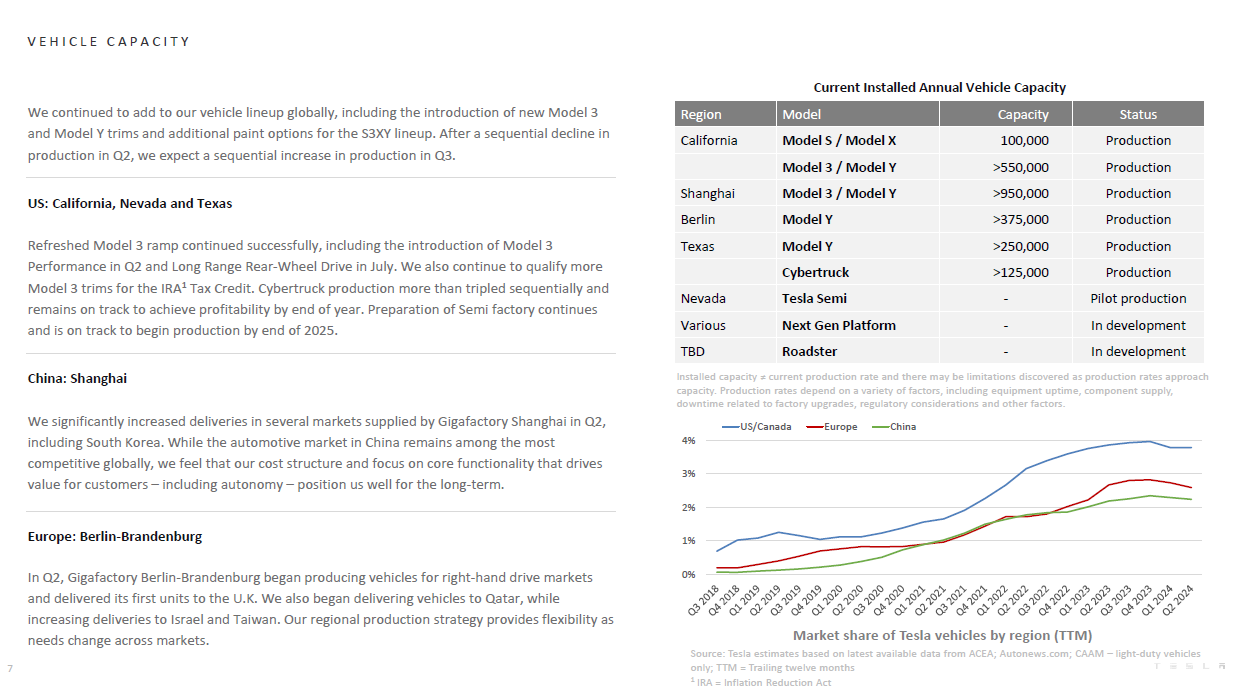 VEHICLE CAPACITY
We continued to add to our vehicle lineup globally, including the introduction of new Model 3
and Model Y trims and additional paint options for the S3XY lineup. After a sequential decline in
production in Q2, we expect a sequential increase in production in Q3.
US: California, Nevada and Texas
Refreshed Model 3 ramp continued successfully, including the introduction of Model 3
Performance in Q2 and Long Range Rear-Wheel Drive in July. We also continue to qualify more
Model 3 trims for the IRA¹ Tax Credit. Cybertruck production more than tripled sequentially and
remains on track to achieve profitability by end of year. Preparation of Semi factory continues
and is on track to begin production by end of 2025.
China: Shanghai
We significantly increased deliveries in several markets supplied by Gigafactory Shanghai in Q2,
including South Korea. While the automotive market in China remains among the most
competitive globally, we feel that our cost structure and focus on core functionality that drives
value for customers – including autonomy – position us well for the long-term.
Europe: Berlin-Brandenburg
In Q2, Gigafactory Berlin-Brandenburg began producing vehicles for right-hand drive markets
and delivered its first units to the U.K. We also began delivering vehicles to Qatar, while
increasing deliveries to Israel and Taiwan. Our regional production strategy provides flexibility as
needs change across markets.
7
Current Installed Annual Vehicle Capacity
Region Model Capacity Status
California Model S / Model X 100,000 Production
Model 3 / Model Y >550,000 Production
Shanghai Model 3 / Model Y >950,000 Production
Berlin Model Y >375,000 Production
Texas Model Y >250,000 Production
Cybertruck >125,000 Production
Nevada Tesla Semi - Pilot production
Various Next Gen Platform - In development
TBD Roadster - In development
Installed capacity ≠ current production rate and there may be limitations discovered as production rates approach
capacity. Production rates depend on a variety of factors, including equipment uptime, component supply,
downtime related to factory upgrades, regulatory considerations and other factors.
US/Canada Europe China
4%
3%
2%
1%
0%
Q3 2018 Q4 2018 Q1 2019 Q2 2019 Q3 2019 Q4 2019 Q1 2020 Q2 2020 Q3 2020 Q4 2020 Q1 2021 Q2 2021 Q3 2021 Q4 2021 Q1 2022 Q2 2022 Q3 2022 Q4 2022 Q1 2023 Q2 2023 Q3 2023 Q4 2023 Q1 2024 Q2 2024
Market share of Tesla vehicles by region (TTM)
Source: Tesla estimates based on latest available data from ACEA; Autonews.com; CAAM – light-duty vehicles
only; TTM = Trailing twelve months
¹ IRA = Inflation Reduction Act
TESLA